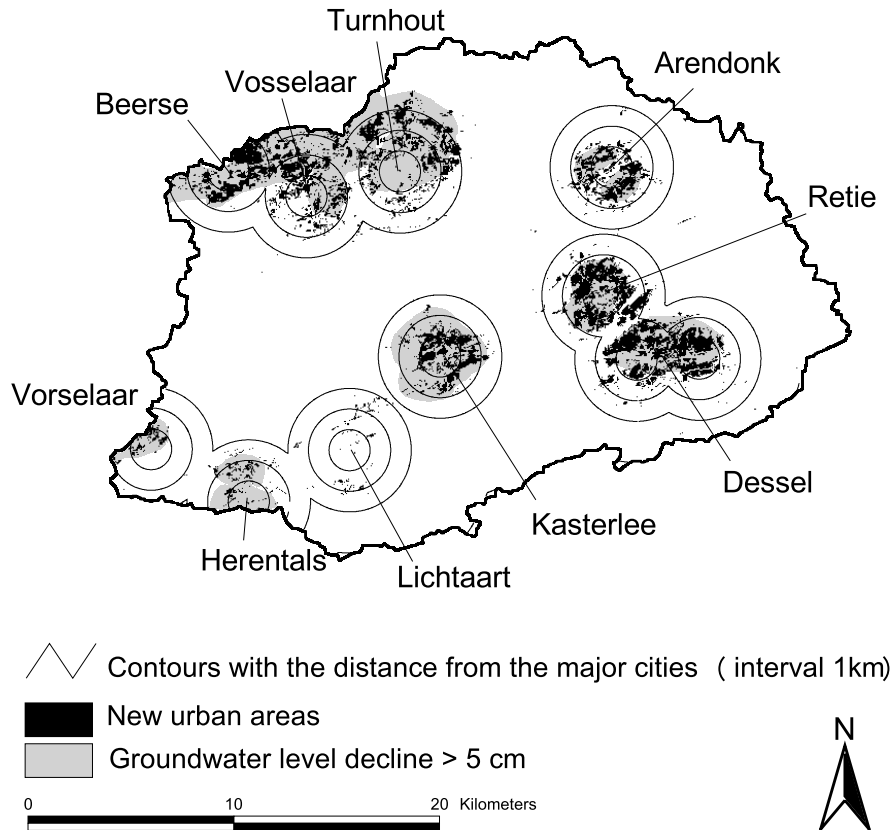 Turnhout
Vosselaar
Arendonk
Beerse
Retie
Vorselaar
Dessel
Kasterlee
Herentals
Lichtaart
Contours with the distance from the major cities ( interval 1km)
New urban areas
Groundwater level decline > 5 cm
N
0 10 20 Kilometers